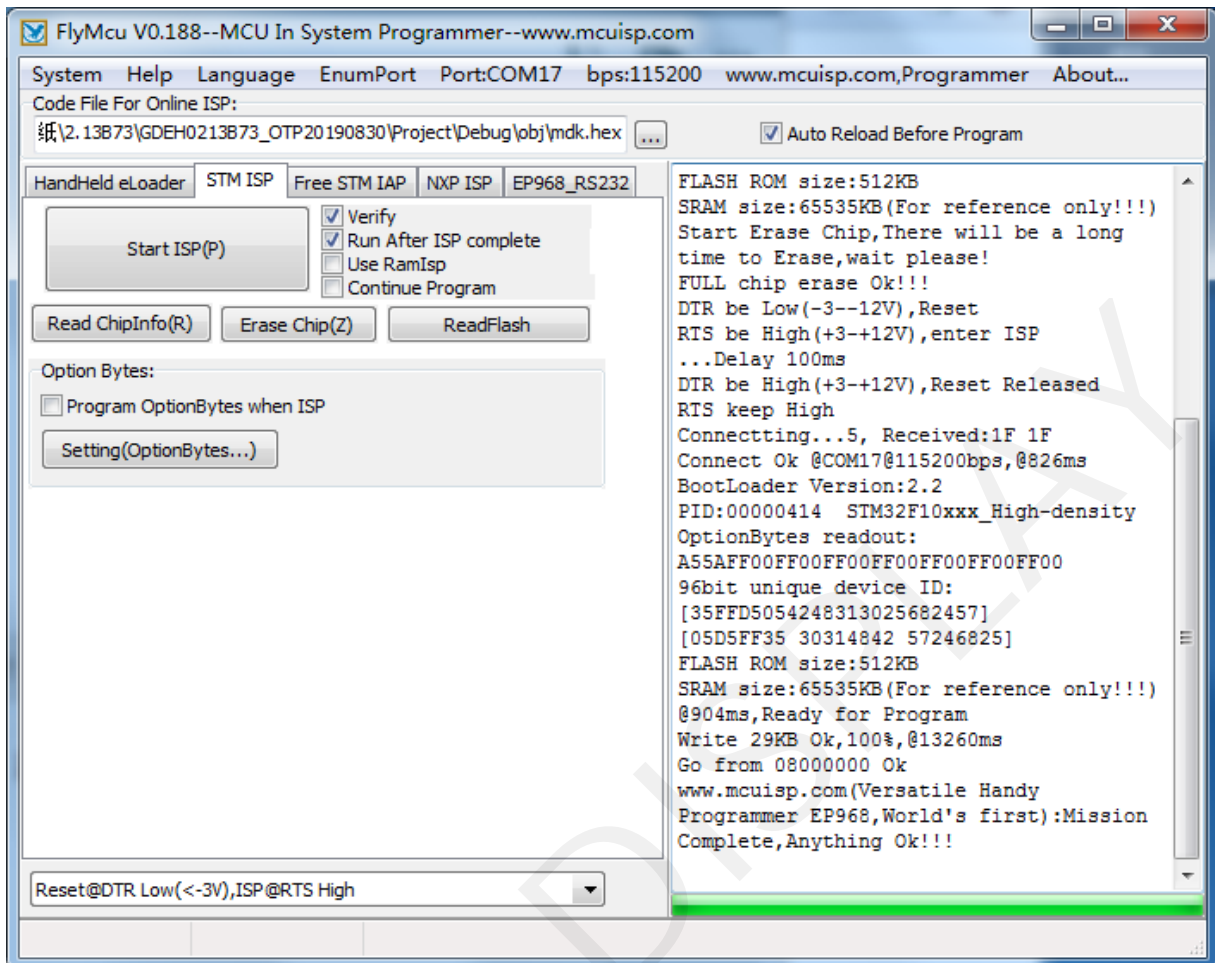 FlyMcu V0.188--MCU In System Programmer--www.mcuisp.com
System Help Language EnumPort Port:COM17 bps:115200 www.mcuisp.com,Programmer About...
Code File For Online ISP:
纸\2.13B73\GDEH0213B73_OTP20190830\Project\Debug\obj\mdk.hex ... Auto Reload Before Program
HandHeld eLoader STM ISP Free STM IAP NXP ISP EP968_RS232
Start ISP(P)
Verify
Run After ISP complete
Use RamIsp
Continue Program
Read ChipInfo(R) Erase Chip(Z) ReadFlash
Option Bytes:
Program OptionBytes when ISP
Setting(OptionBytes...)
Reset@DTR Low(<-3V),ISP@RTS High
FLASH ROM size:512KB
SRAM size:65535KB(For reference only!!!)
Start Erase Chip,There will be a long
time to Erase,wait please!
FULL chip erase Ok!!!
DTR be Low(-3--12V),Reset
RTS be High(+3-+12V),enter ISP
...Delay 100ms
DTR be High(+3-+12V),Reset Released
RTS keep High
Connectting...5, Received:1F 1F
Connect Ok @COM17@115200bps,@826ms
BootLoader Version:2.2
PID:00000414 STM32F10xxx_High-density
OptionBytes readout:
A55AFF00FF00FF00FF00FF00FF00FF00
96bit unique device ID:
[35FFD5054248313025682457]
[05D5FF35 30314842 57246825]
FLASH ROM size:512KB
SRAM size:65535KB(For reference only!!!)
@904ms,Ready for Program
Write 29KB Ok,100%,@13260ms
Go from 08000000 Ok
www.mcuisp.com(Versatile Handy
Programmer EP968,World's first):Mission
Complete,Anything Ok!!!
DISPLAY